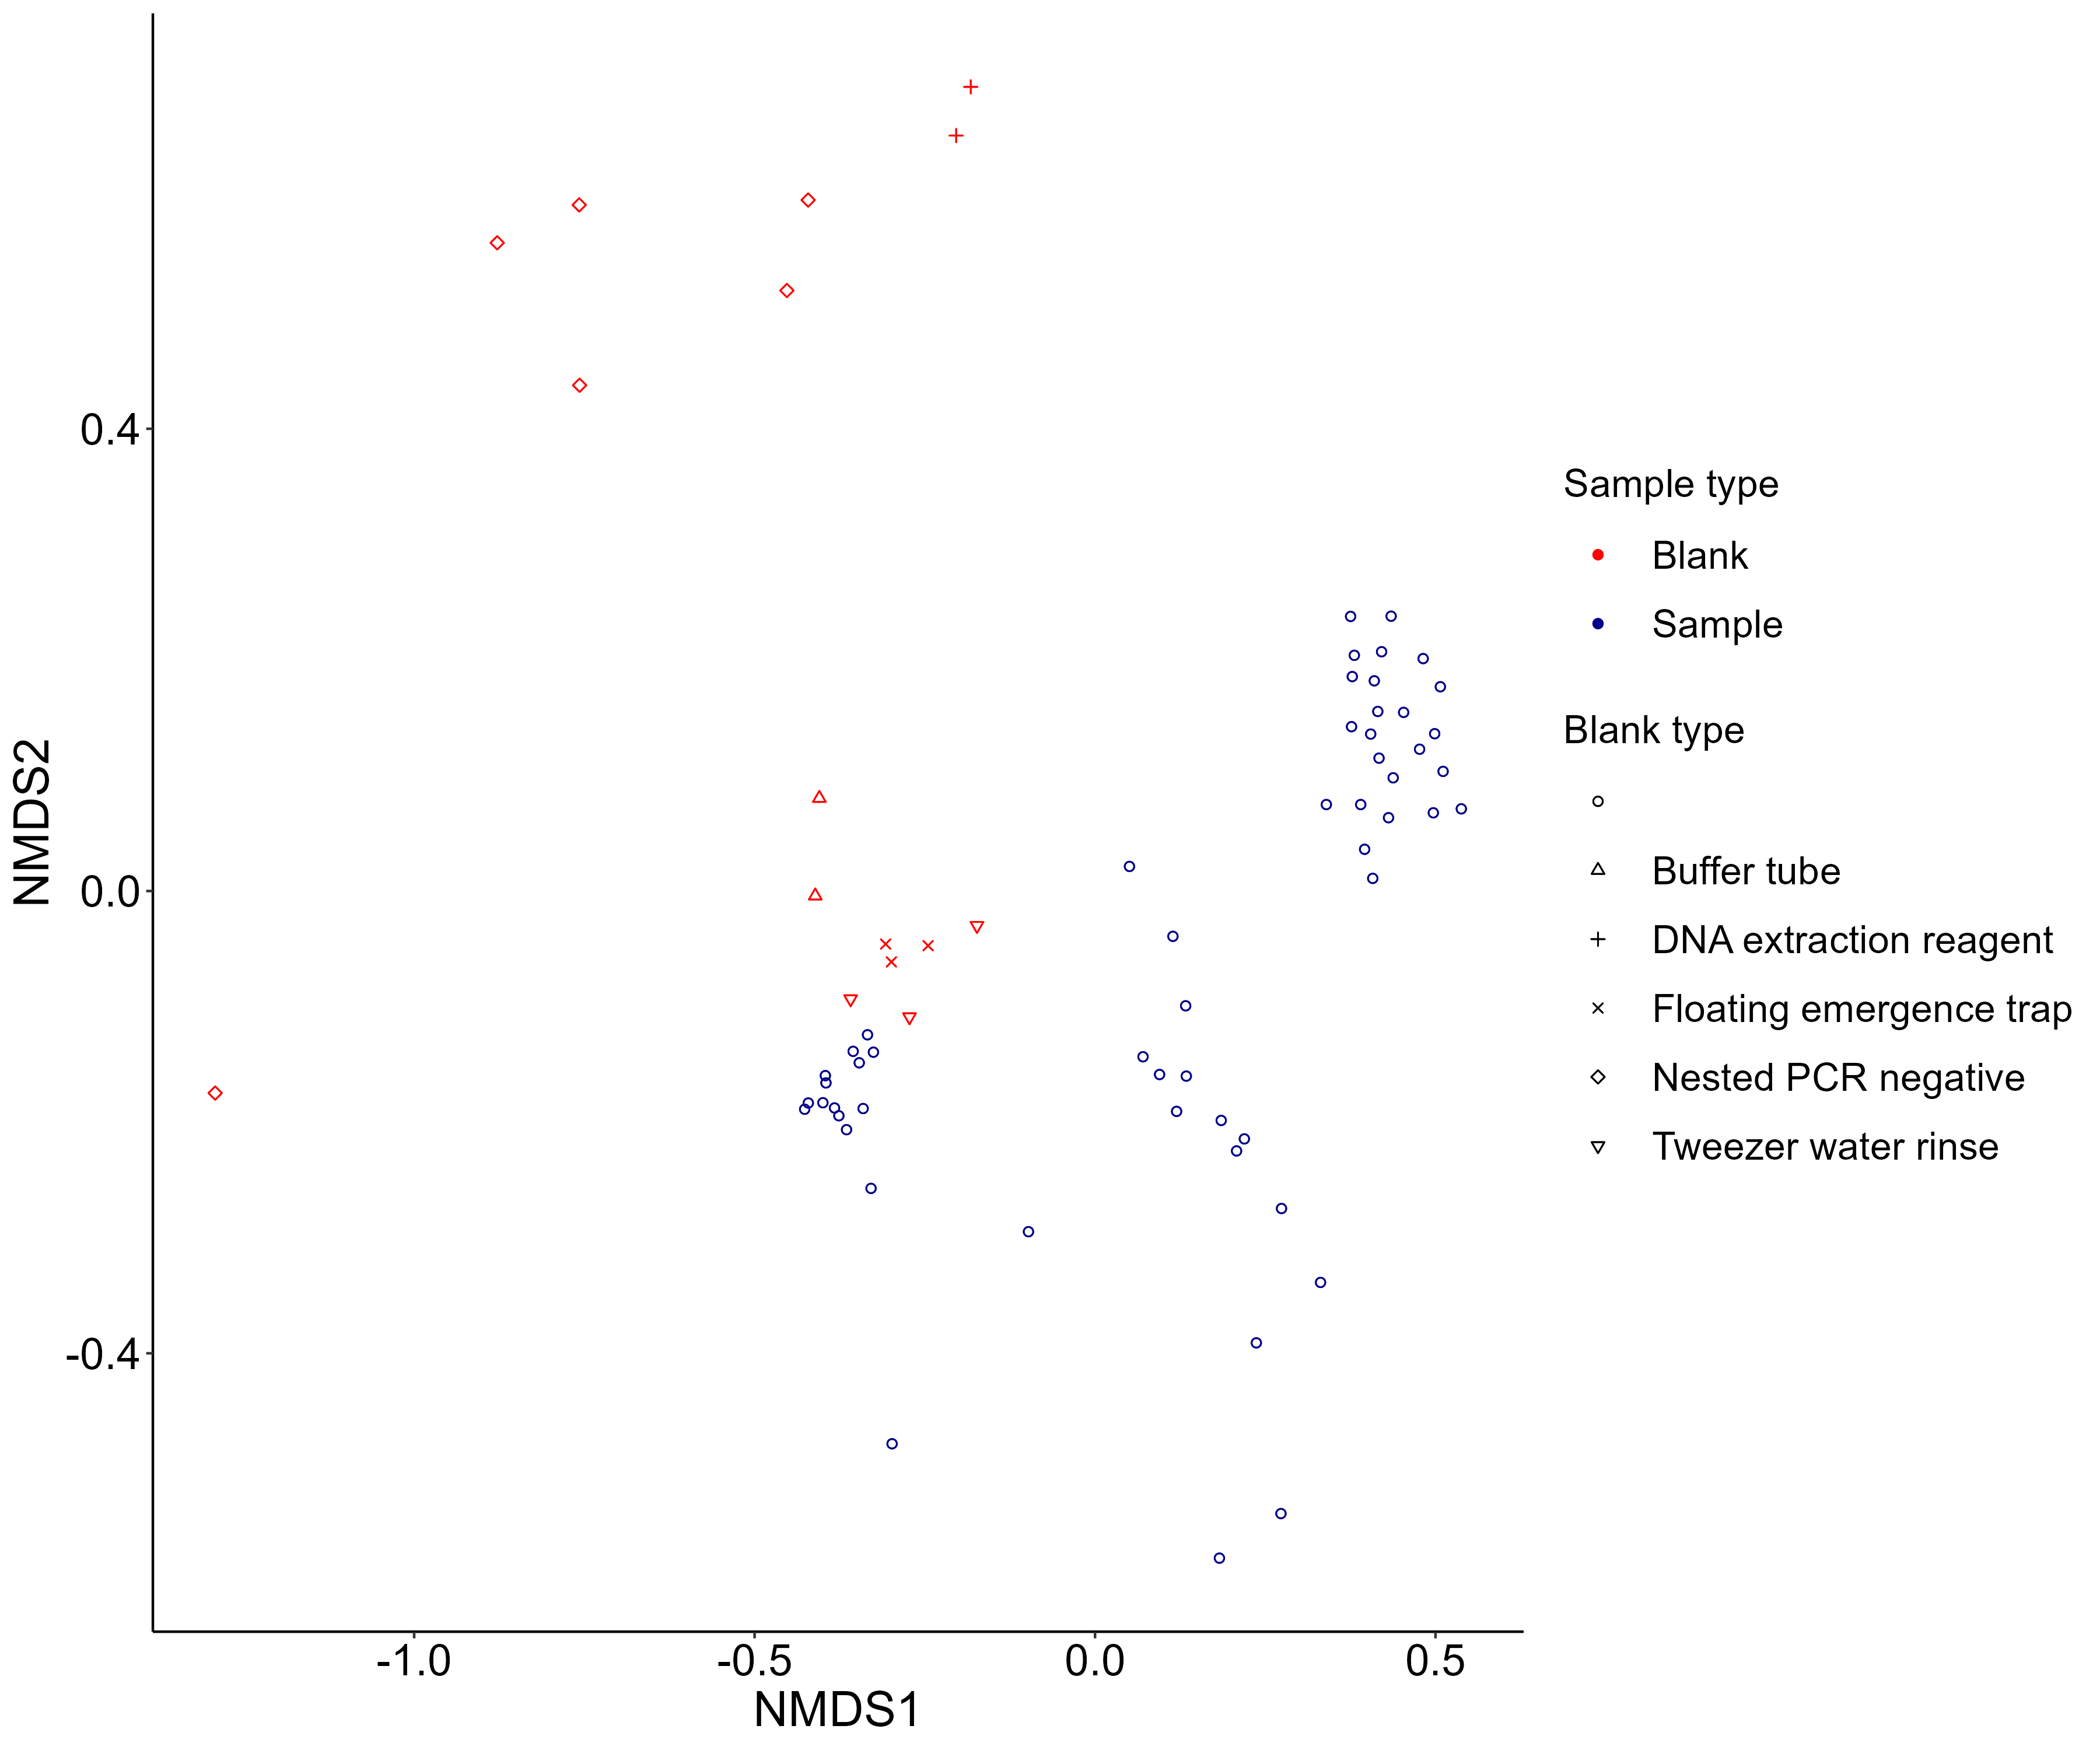 NMDS2
0.4
0.0
-0.4
-1.0
-0.5
0.0
0.5
NMDS1
Sample type
Blank
Sample
Blank type
Buffer tube
DNA extraction reagent
Floating emergence trap
Nested PCR negative
Tweezer water rinse